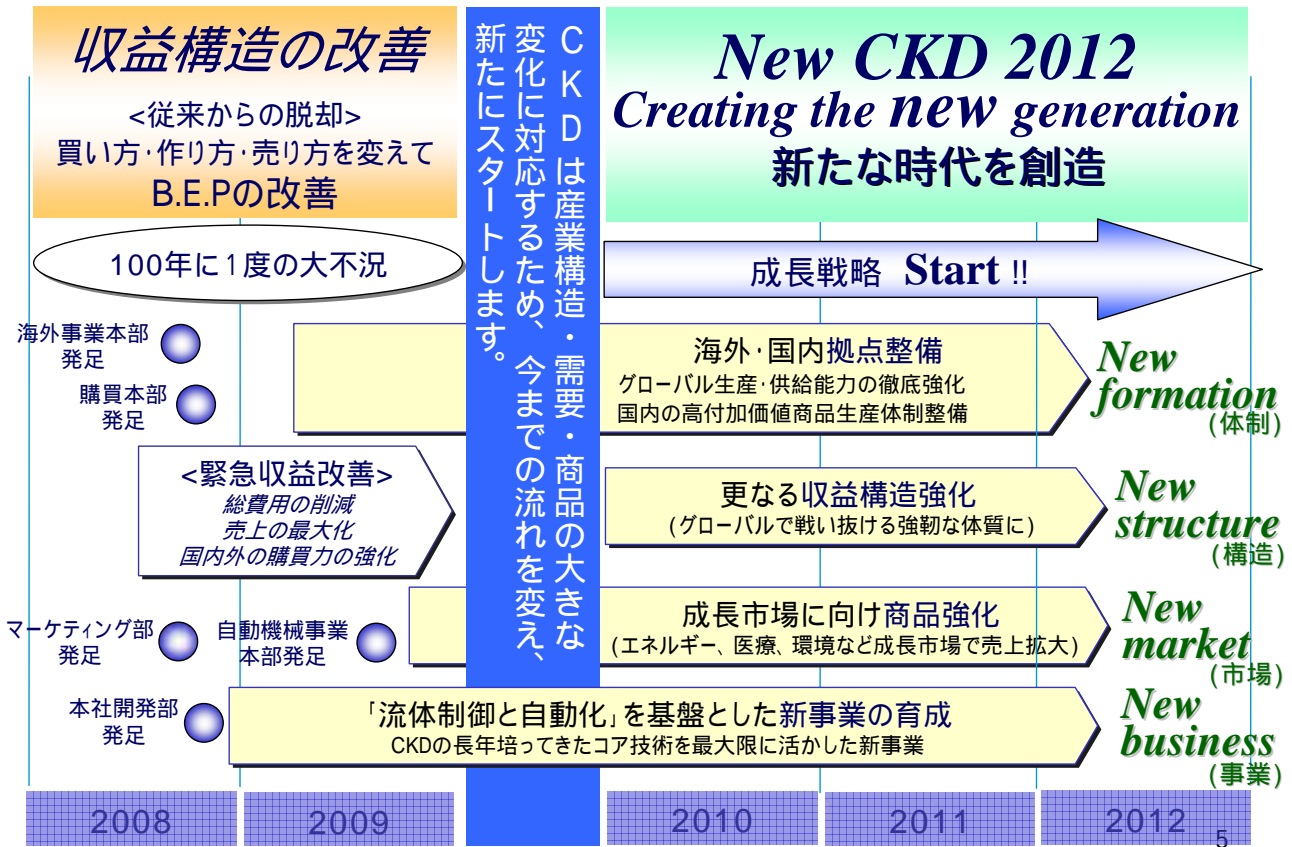 収益構造の改善
<従来からの脱却>
買い方･作り方･売り方を変えて
B.E.Pの改善
CKDは産業構造・需要・商品の大きな
変化に対応するため、今までの流れを変え、
新たにスタートします。
New CKD 2012
Creating the new generation
新たな時代を創造
100年に1度の大不況
成長戦略 Start !!
海外事業本部
発足
購買本部
発足
海外･国内拠点整備
グローバル生産･供給能力の徹底強化
国内の高付加価値商品生産体制整備
New
formation
(体制)
<緊急収益改善>
総費用の削減
売上の最大化
国内外の購買力の強化
更なる収益構造強化
(グローバルで戦い抜ける強靭な体質に)
New
structure
(構造)
マーケティング部
発足
自動機械事業
本部発足
成長市場に向け商品強化
(エネルギー、医療、環境など成長市場で売上拡大)
New
market
(市場)
本社開発部
発足
｢流体制御と自動化｣を基盤とした新事業の育成
CKDの長年培ってきたコア技術を最大限に活かした新事業
New
business
(事業)
2008
2009
2010
2011
2012
5